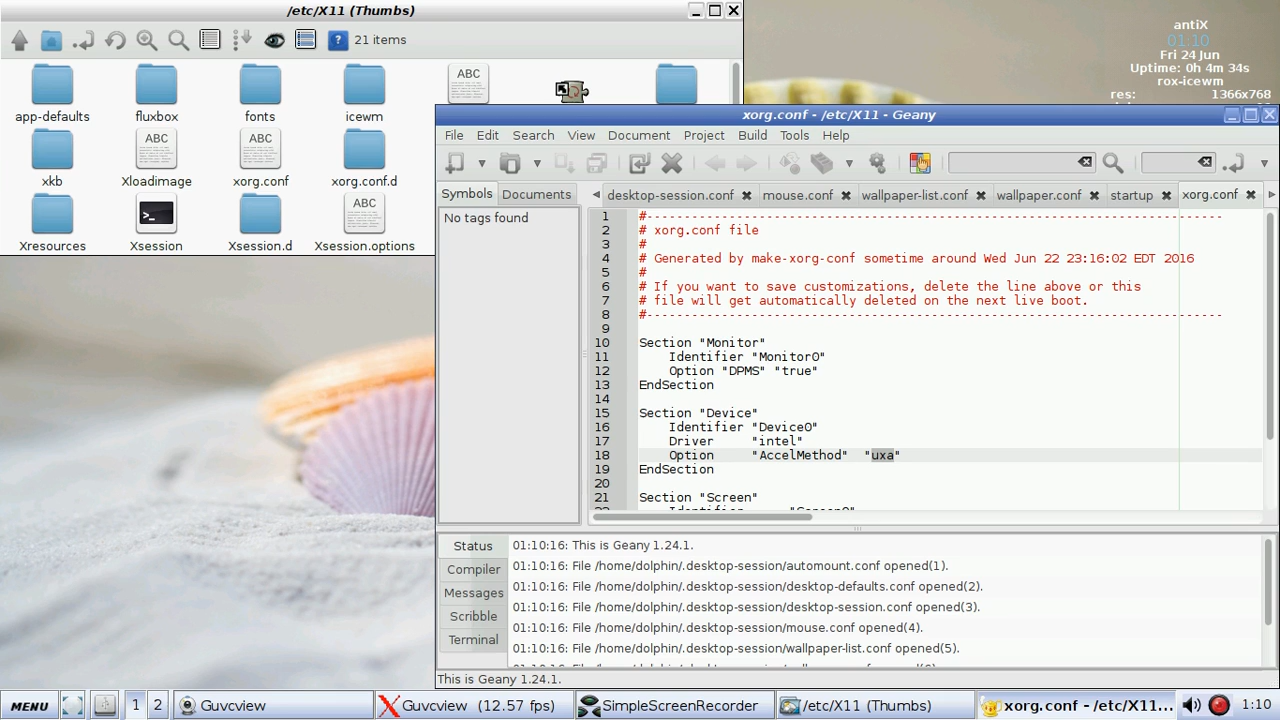 /etc/X11 (Thumbs)
21 items
ABC
app-defaults fluxbox fonts icewm
ABC ABC
xkb Xloadimage xorg.conf xorg.conf.d
>_ ABC
Xresources Xsession Xsession.d Xsession.options
antiX
01:10
Fri 24 Jun
Uptime: 0h 4m 34s
rox-icewm
res: 1366x768
xorg.conf - /etc/X11 - Geany
File Edit Search View Document Project Build Tools Help
Symbols Documents
desktop-session.conf mouse.conf wallpaper-list.conf wallpaper.conf startup xorg.conf
No tags found
1 #------------------------------------------------------------------------------
2 # xorg.conf file
3 #
4 # Generated by make-xorg-conf sometime around Wed Jun 22 23:16:02 EDT 2016
5 #
6 # If you want to save customizations, delete the line above or this
7 # file will get automatically deleted on the next live boot.
8 #------------------------------------------------------------------------------
9
10 Section "Monitor"
11 Identifier "Monitor0"
12 Option "DPMS" "true"
13 EndSection
14
15 Section "Device"
16 Identifier "Device0"
17 Driver "intel"
18 Option "AccelMethod" "uxa"
19 EndSection
20
21 Section "Screen"
Status
Compiler
Messages
Scribble
Terminal
01:10:16: This is Geany 1.24.1.
01:10:16: File /home/dolphin/.desktop-session/automount.conf opened(1).
01:10:16: File /home/dolphin/.desktop-session/desktop-defaults.conf opened(2).
01:10:16: File /home/dolphin/.desktop-session/desktop-session.conf opened(3).
01:10:16: File /home/dolphin/.desktop-session/mouse.conf opened(4).
01:10:16: File /home/dolphin/.desktop-session/wallpaper-list.conf opened(5).
This is Geany 1.24.1.
MENU 1 2 Guvcview Guvcview (12.57 fps) SimpleScreenRecorder /etc/X11 (Thumbs) xorg.conf - /etc/X11... 1:10